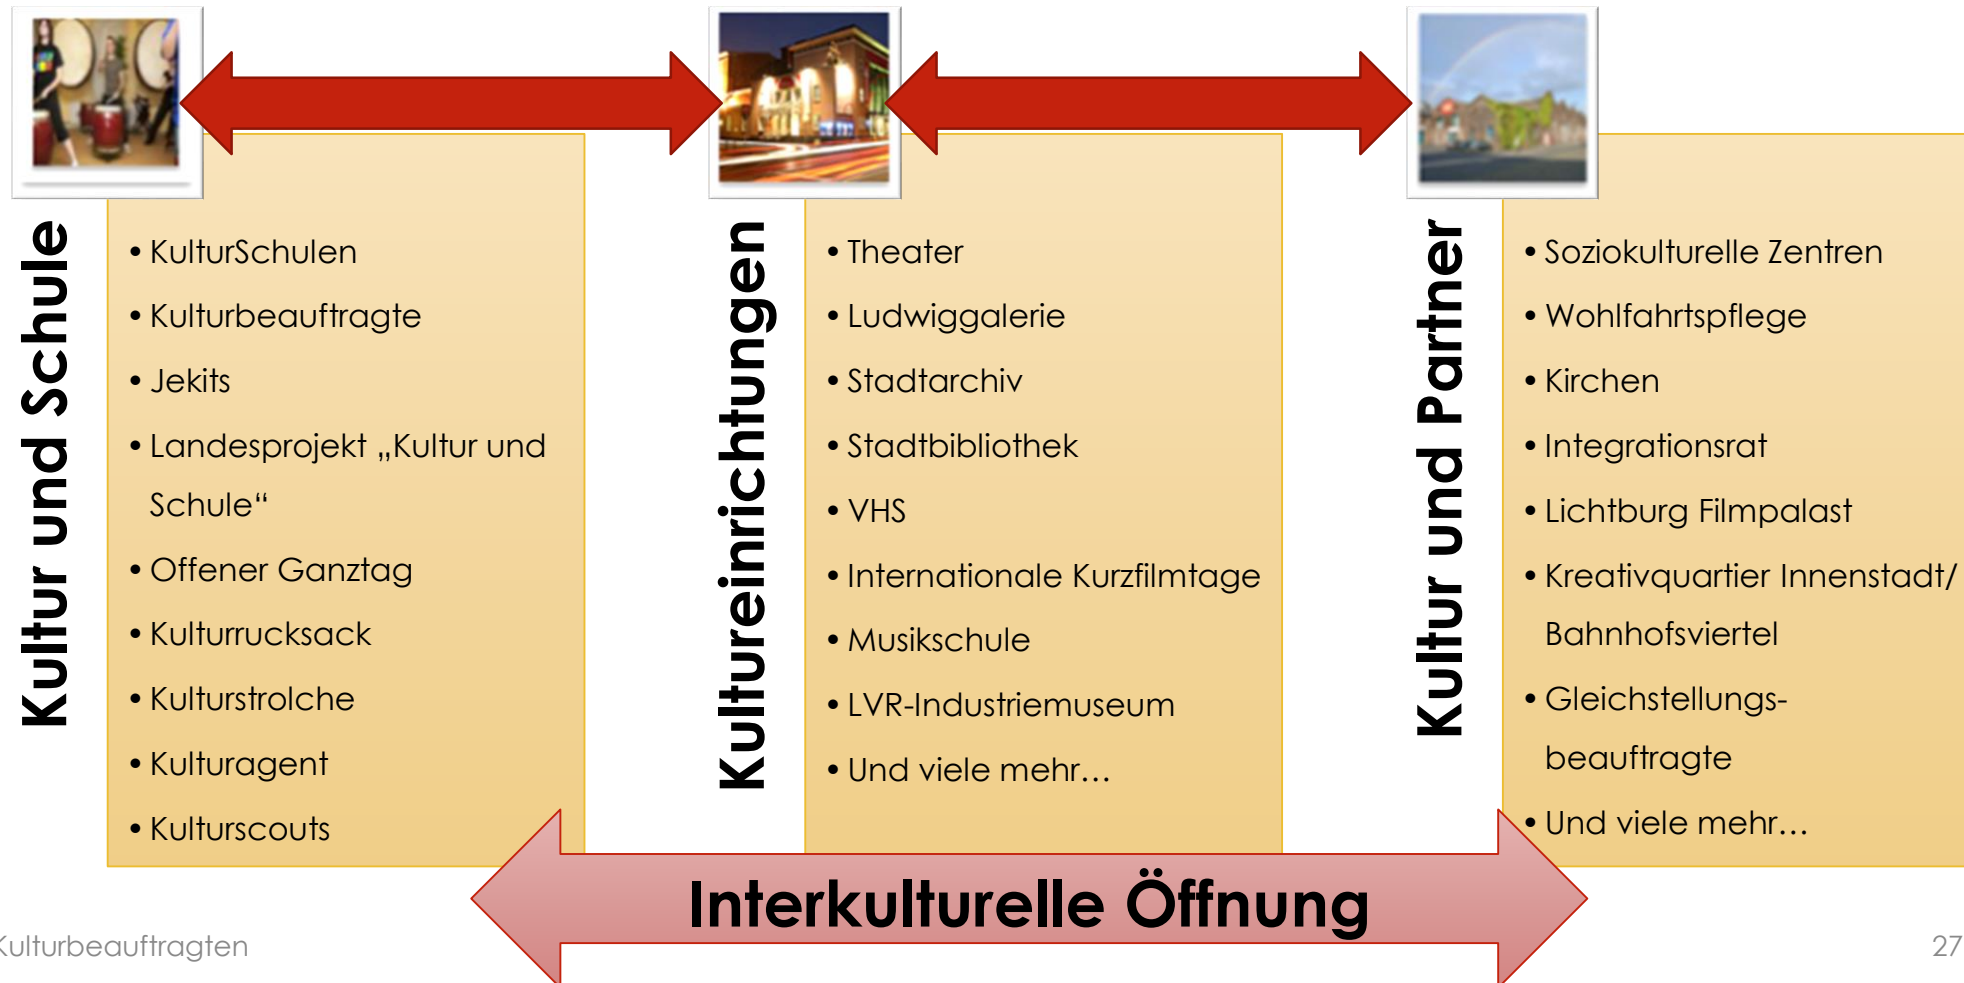 Kultur und Schule
• KulturSchulen
• Kulturbeauftragte
• Jekits
• Landesprojekt „Kultur und
Schule“
• Offener Ganztag
• Kulturrucksack
• Kulturstrolche
• Kulturagent
• Kulturscouts
Kultureinrichtungen
• Theater
• Ludwiggalerie
• Stadtarchiv
• Stadtbibliothek
• VHS
• Internationale Kurzfilmtage
• Musikschule
• LVR-Industriemuseum
• Und viele mehr…
Kultur und Partner
• Soziokulturelle Zentren
• Wohlfahrtspflege
• Kirchen
• Integrationsrat
• Lichtburg Filmpalast
• Kreativquartier Innenstadt/
Bahnhofsviertel
• Gleichstellungs-
beauftragte
• Und viele mehr…
Interkulturelle Öffnung
Kulturbeauftragten
27